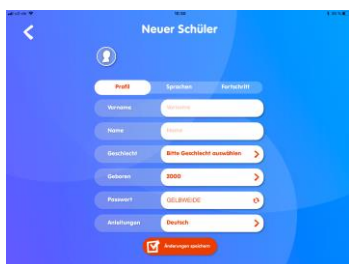 Neuer Schüler
Profil Sprachen Fortschritt
Vorname Vorname
Name Name
Geschlecht Bitte Geschlecht auswählen
Geboren 2000
Passwort GELBWEIDE
Anleitungen Deutsch
Änderungen speichern